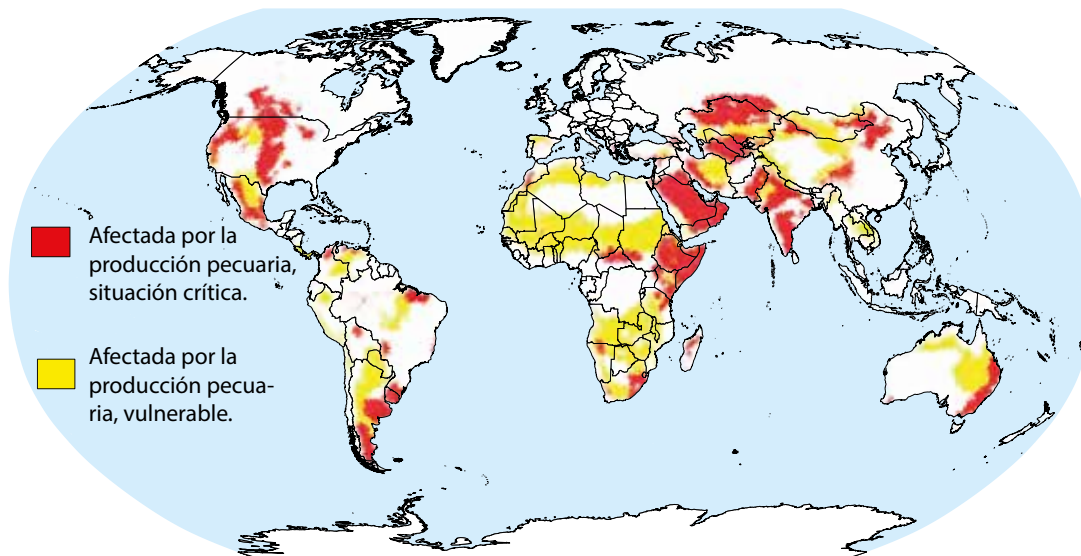 Afectada por la
producción pecuaria,
situación crítica.
Afectada por la
producción pecua-
ria, vulnerable.